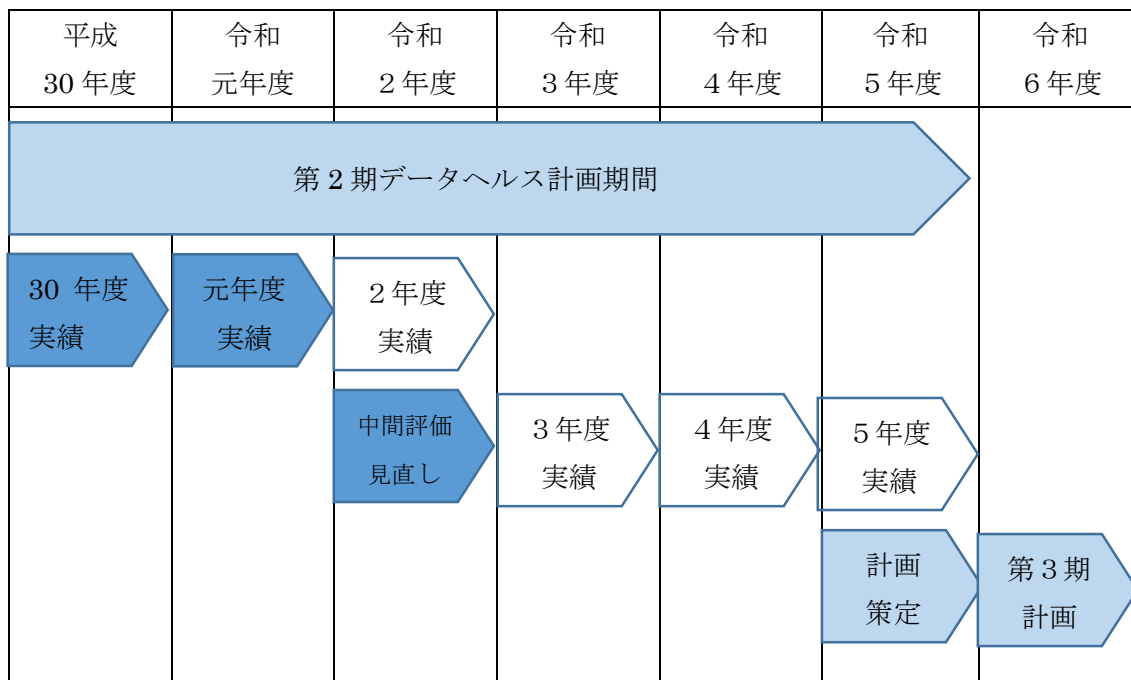 平成
30年度
令和
元年度
令和
２年度
令和
３年度
令和
４年度
令和
５年度
令和
６年度
第2期データヘルス計画期間
30 年度
実績
元年度
実績
２年度
実績
中間評価
見直し
３年度
実績
４年度
実績
５年度
実績
計画
策定
第３期
計画